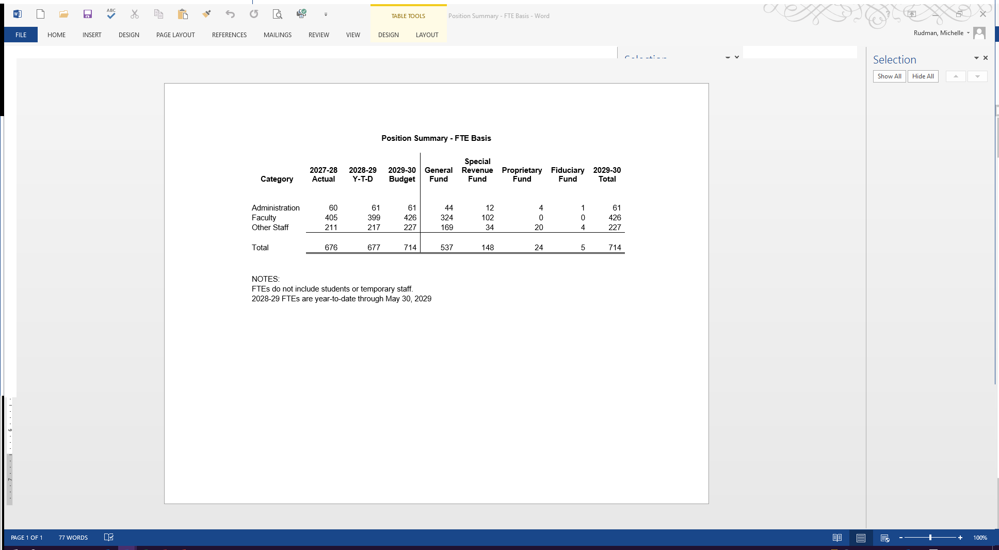 ABC
TABLE TOOLS
Position Summary - FTE Basis - Word
FILE HOME INSERT DESIGN PAGE LAYOUT REFERENCES MAILINGS REVIEW VIEW DESIGN LAYOUT
Rudman, Michelle
Selection
Selection
Show All Hide All
Position Summary - FTE Basis
Special
2027-28 2028-29 2029-30 General Revenue Proprietary Fiduciary 2029-30
Category Actual Y-T-D Budget Fund Fund Fund Fund Total
Administration 60 61 61 44 12 4 1 61
Faculty 405 399 426 324 102 0 0 426
Other Staff 211 217 227 169 34 20 4 227
Total 676 677 714 537 148 24 5 714
NOTES:
FTEs do not include students or temporary staff.
2028-29 FTEs are year-to-date through May 30, 2029
6
7
PAGE 1 OF 1 77 WORDS 100%